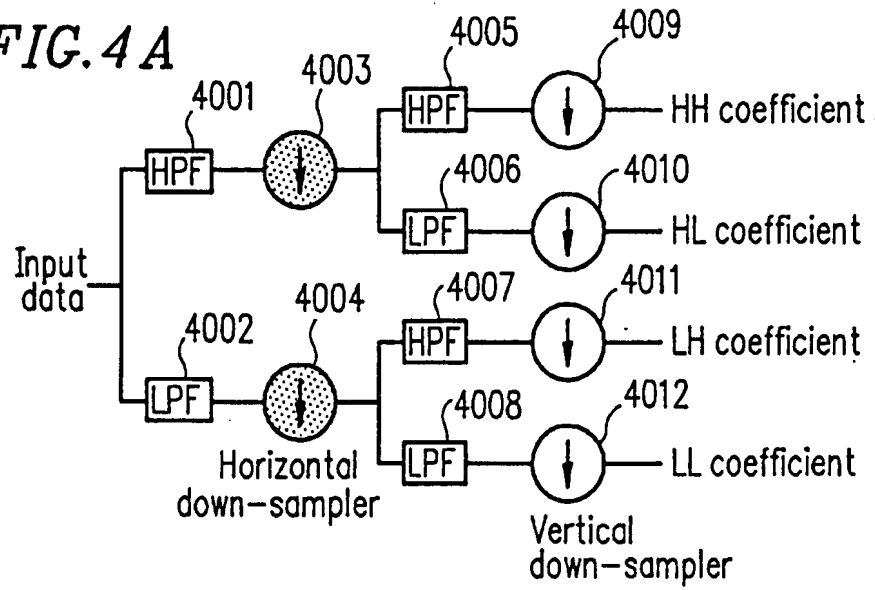 FIG. 4A
4001
4003
4005
4009
HPF
HPF
HH coefficient
4006
4010
LPF
HL coefficient
Input
data
4002
4004
4007
4011
LPF
HPF
LH coefficient
4008
4012
LPF
LL coefficient
Horizontal
down-sampler
Vertical
down-sampler